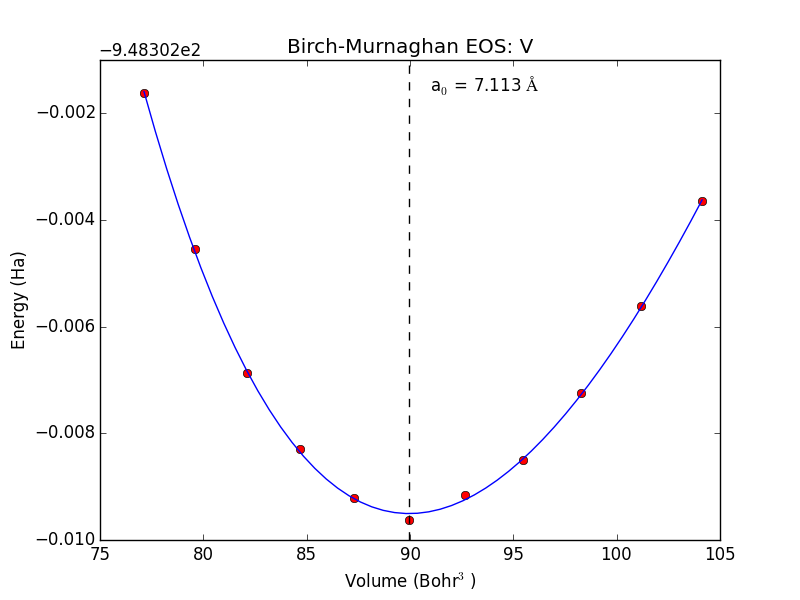 Birch-Murnaghan EOS: V
−9.48302e2
a₀ = 7.113 Å
−0.002
−0.004
−0.006
−0.008
−0.010
Energy (Ha)
75 80 85 90 95 100 105
Volume (Bohr³ )